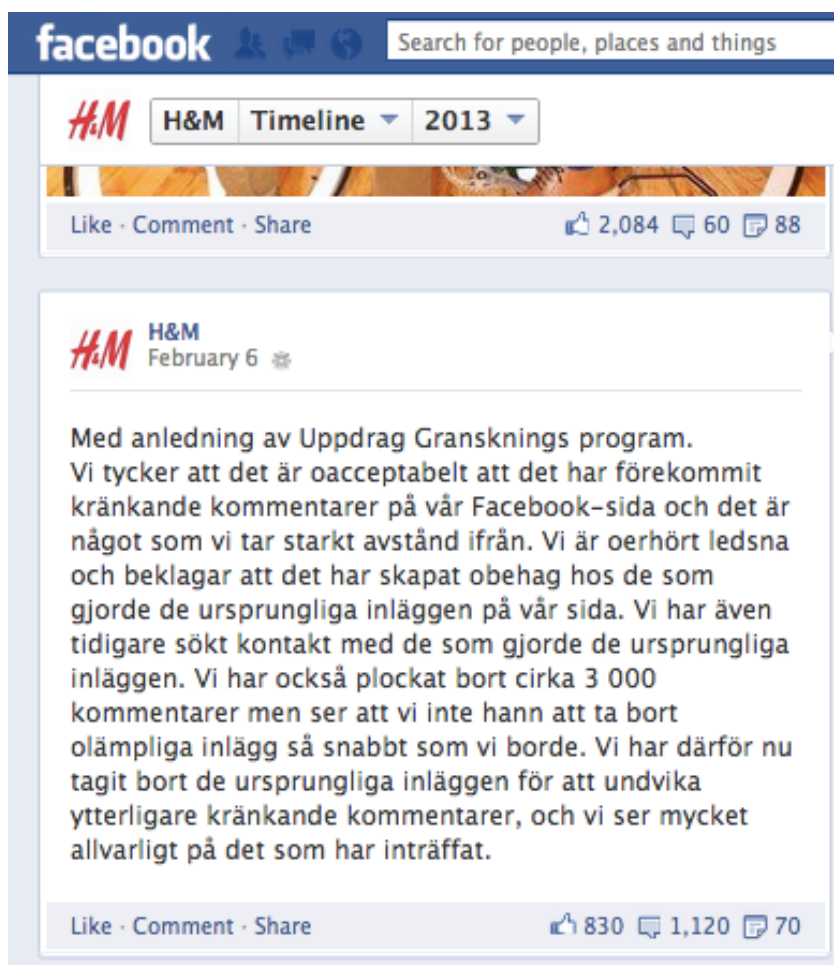 facebook Search for people, places and things
H&M H&M Timeline 2013
Like · Comment · Share 2,084 60 88
H&M H&M
February 6
Med anledning av Uppdrag Gransknings program.
Vi tycker att det är oacceptabelt att det har förekommit
kränkande kommentarer på vår Facebook-sida och det är
något som vi tar starkt avstånd ifrån. Vi är oerhört ledsna
och beklagar att det har skapat obehag hos de som
gjorde de ursprungliga inläggen på vår sida. Vi har även
tidigare sökt kontakt med de som gjorde de ursprungliga
inläggen. Vi har också plockat bort cirka 3 000
kommentarer men ser att vi inte hann att ta bort
olämpliga inlägg så snabbt som vi borde. Vi har därför nu
tagit bort de ursprungliga inläggen för att undvika
ytterligare kränkande kommentarer, och vi ser mycket
allvarligt på det som har inträffat.
Like · Comment · Share 830 1,120 70